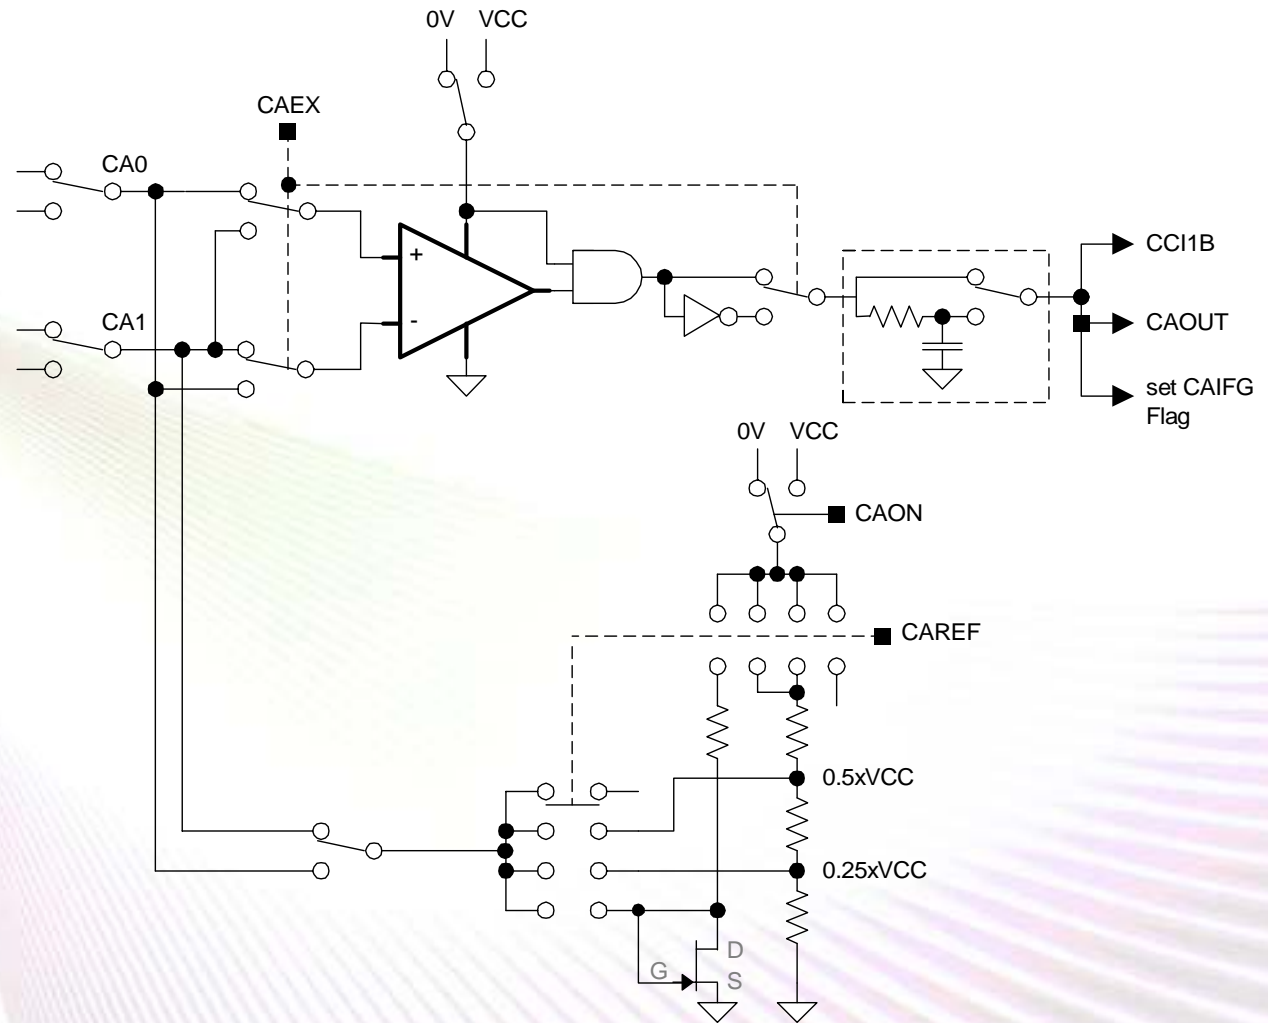 0V VCC
CAEX
CA0
+
CCI1B
CA1
-
CAOUT
set CAIFG
Flag
0V VCC
CAON
CAREF
0.5xVCC
0.25xVCC
D
G
S